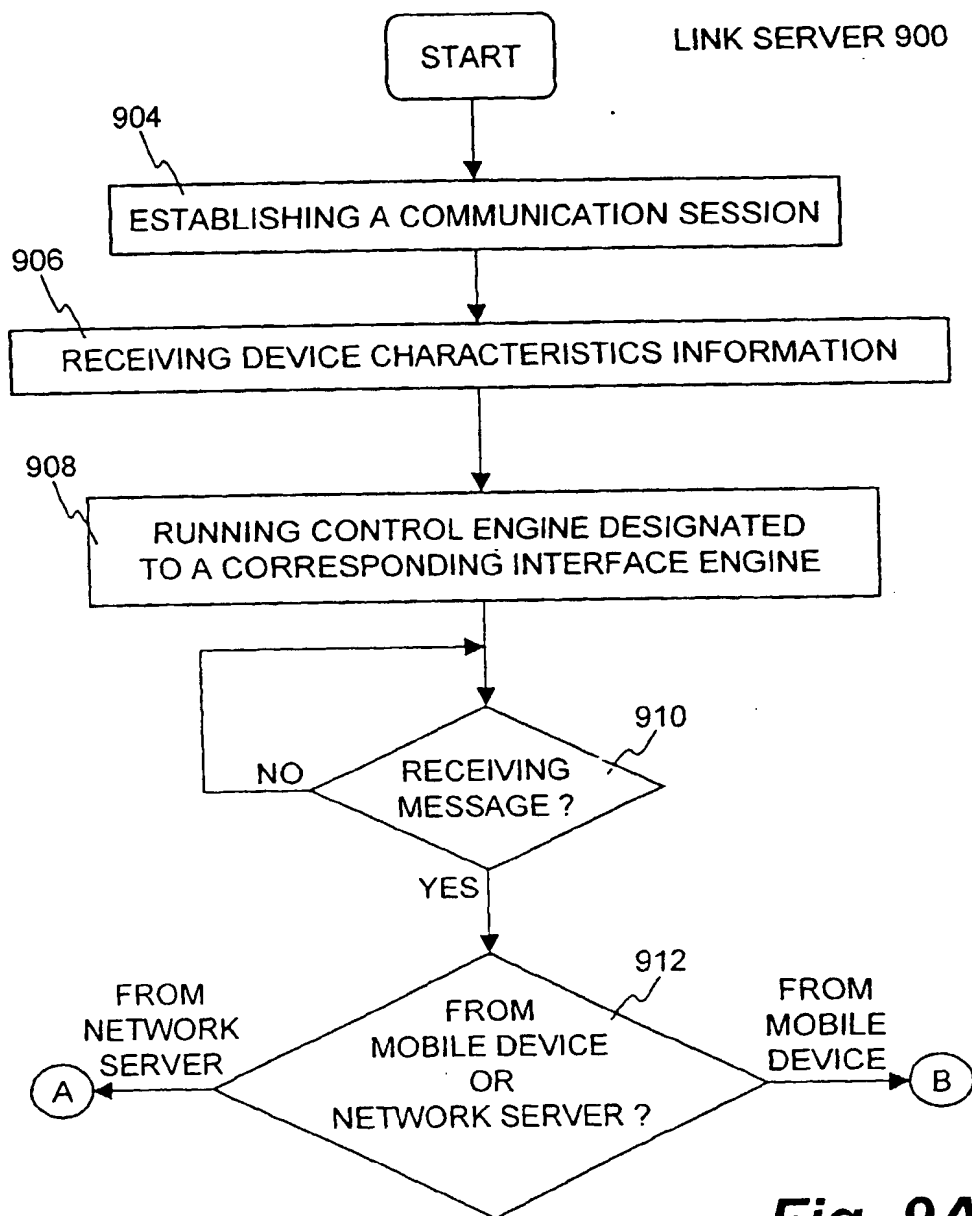 START
LINK SERVER 900
904
ESTABLISHING A COMMUNICATION SESSION
906
RECEIVING DEVICE CHARACTERISTICS INFORMATION
908
RUNNING CONTROL ENGINE DESIGNATED
TO A CORRESPONDING INTERFACE ENGINE
910
NO
RECEIVING
MESSAGE ?
YES
912
FROM
NETWORK
SERVER
FROM
MOBILE DEVICE
OR
NETWORK SERVER ?
FROM
MOBILE
DEVICE
A
B
Fig. 9A